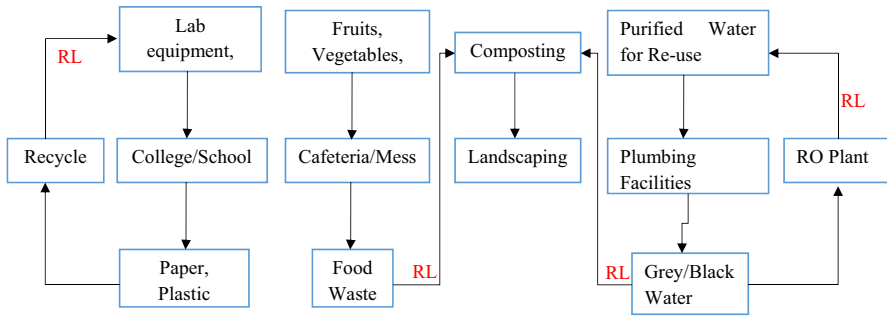 Lab
equipment,
Fruits,
Vegetables,
Composting
Purified Water
for Re-use
RL
RL
Recycle
College/School
Cafeteria/Mess
Landscaping
Plumbing
Facilities
RO Plant
Paper,
Plastic
Food
Waste
RL
RL
Grey/Black
Water